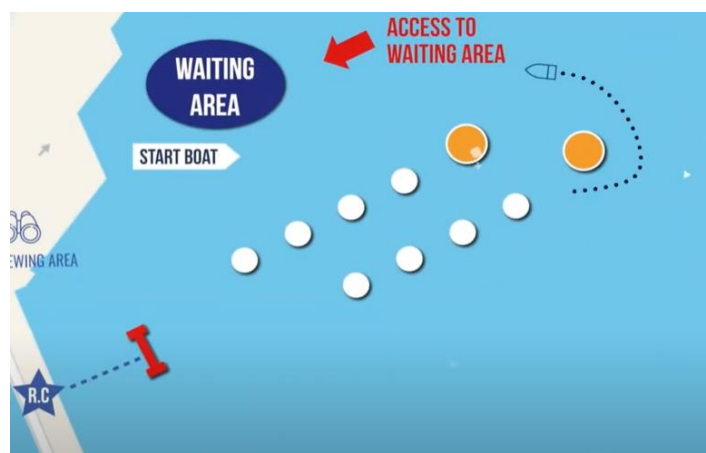 ACCESS TO
WAITING AREA
WAITING
AREA
START BOAT
EWING AREA
R.C